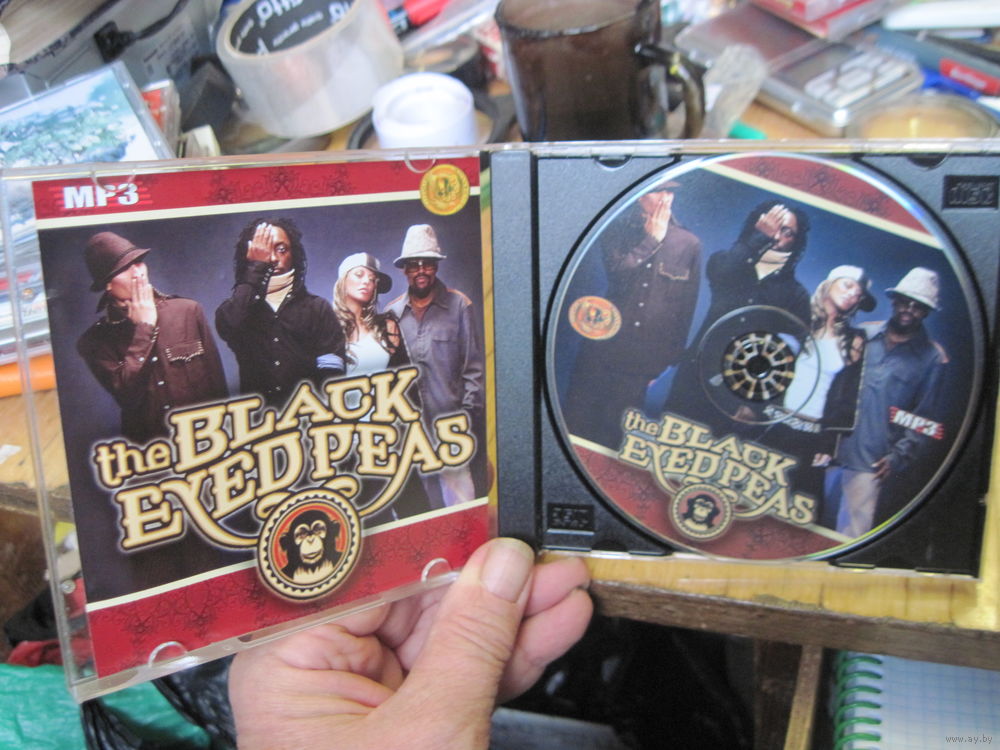 MP3
the BLACK
EYED PEAS
MP3
the BLACK
EYED PEAS
www.ay.by